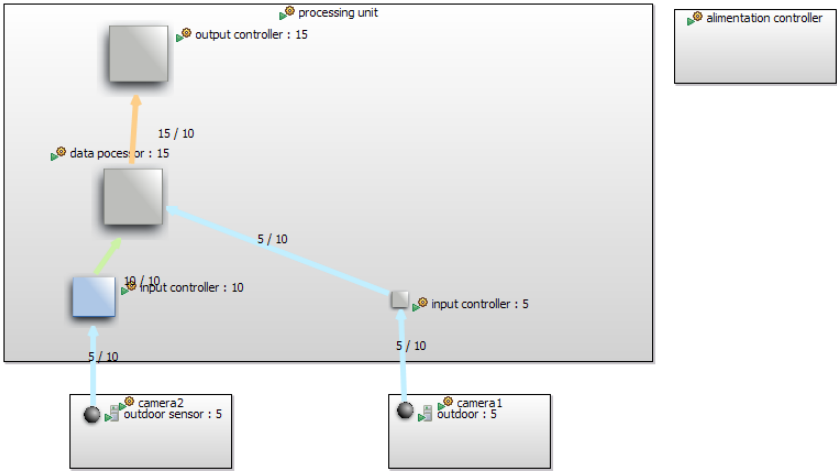 processing unit
alimentation controller
output controller : 15
15 / 10
data pocessor : 15
5 / 10
10 / 10
input controller : 10
input controller : 5
5 / 10
5 / 10
camera2
outdoor sensor : 5
camera1
outdoor : 5